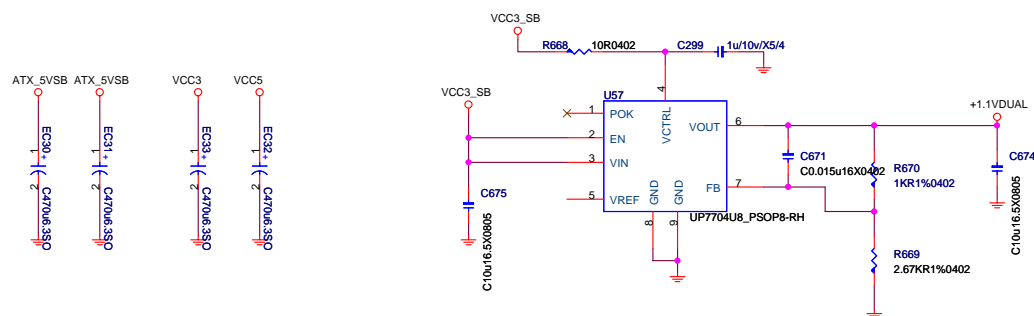 VCC3_SB
R668
10R0402
C299
1u/10v/X5/4
ATX_5VSB
ATX_5VSB
VCC3
VCC5
VCC3_SB
4
U57
+1.1VDUAL
1
POK
VCTRL
VOUT
6
2
EN
3
VIN
C671
C0.015u16X0402
R670
1KR1%0402
C674
C10u16.5X0805
5
VREF
GND
GND
FB
7
8
9
UP7704U8_PSOP8-RH
C675
C10u16.5X0805
R669
2.67KR1%0402
EC30
+
1
2
C470u6.3SO
EC31
+
1
2
C470u6.3SO
EC33
+
1
2
C470u6.3SO
EC32
+
1
2
C470u6.3SO